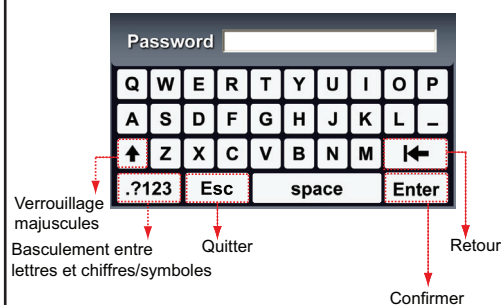 Password
Q W E R T Y U I O P
A S D F G H J K L _
Z X C V B N M
.?123 Esc space Enter
Verrouillage
majuscules
Basculement entre
lettres et chiffres/symboles
Quitter
Retour
Confirmer